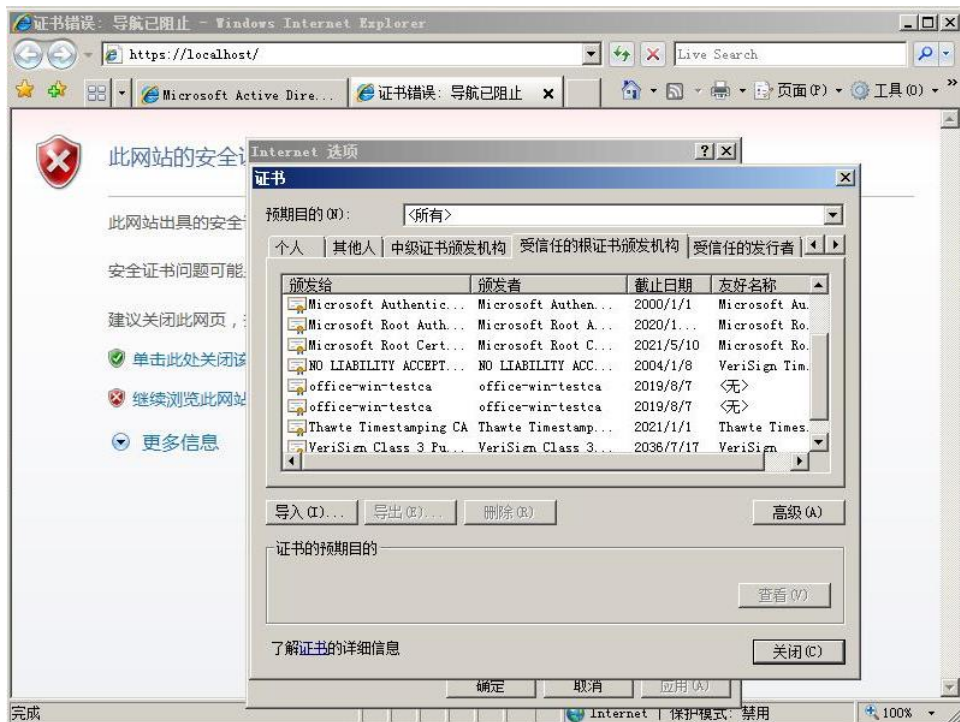 证书错误: 导航已阻止 - Windows Internet Explorer
https://localhost/
Live Search
Microsoft Active Dire...
证书错误: 导航已阻止
页面(P)
工具(O)
此网站的安全
Internet 选项
证书
此网站出具的安全
安全证书问题可能
建议关闭此网页，
单击此处关闭该
继续浏览此网站
更多信息
预期目的(N):
<所有>
个人
其他人
中级证书颁发机构
受信任的根证书颁发机构
受信任的发行者
颁发给 颁发者 截止日期 友好名称
Microsoft Authentic... Microsoft Authen... 2000/1/1 Microsoft Au.
Microsoft Root Auth... Microsoft Root A... 2020/1... Microsoft Ro.
Microsoft Root Cert... Microsoft Root C... 2021/5/10 Microsoft Ro.
NO LIABILITY ACCEPT... NO LIABILITY ACC... 2004/1/8 VeriSign Tim.
office-win-testca office-win-testca 2019/8/7 <无>
office-win-testca office-win-testca 2019/8/7 <无>
Thawte Timestamping CA Thawte Timestamp... 2021/1/1 Thawte Times.
VeriSign Class 3 Pu... VeriSign Class 3... 2036/7/17 VeriSign
导入(I)...
导出(E)...
删除(R)
高级(A)
证书的预期目的
查看(V)
了解证书的详细信息
关闭(C)
确定
取消
应用(A)
完成
Internet | 保护模式: 禁用
100%